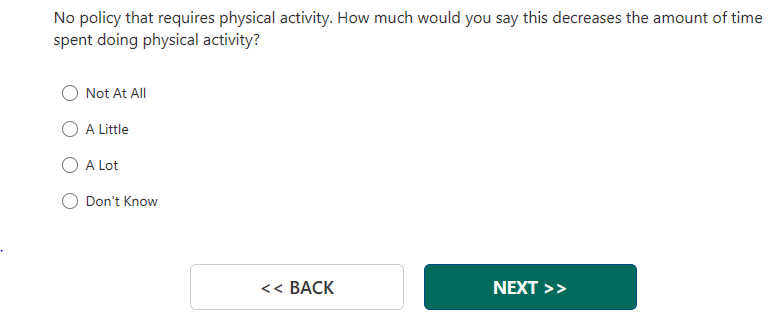 No policy that requires physical activity. How much would you say this decreases the amount of time
spent doing physical activity?
Not At All
A Little
A Lot
Don't Know
<< BACK
NEXT >>